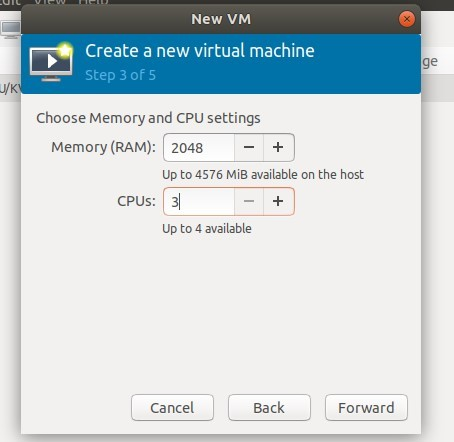 Edit View Help
New VM
Create a new virtual machine
Step 3 of 5
ge
U/KV
Choose Memory and CPU settings
Memory (RAM): 2048 − +
Up to 4576 MiB available on the host
CPUs: 3 − +
Up to 4 available
Cancel Back Forward